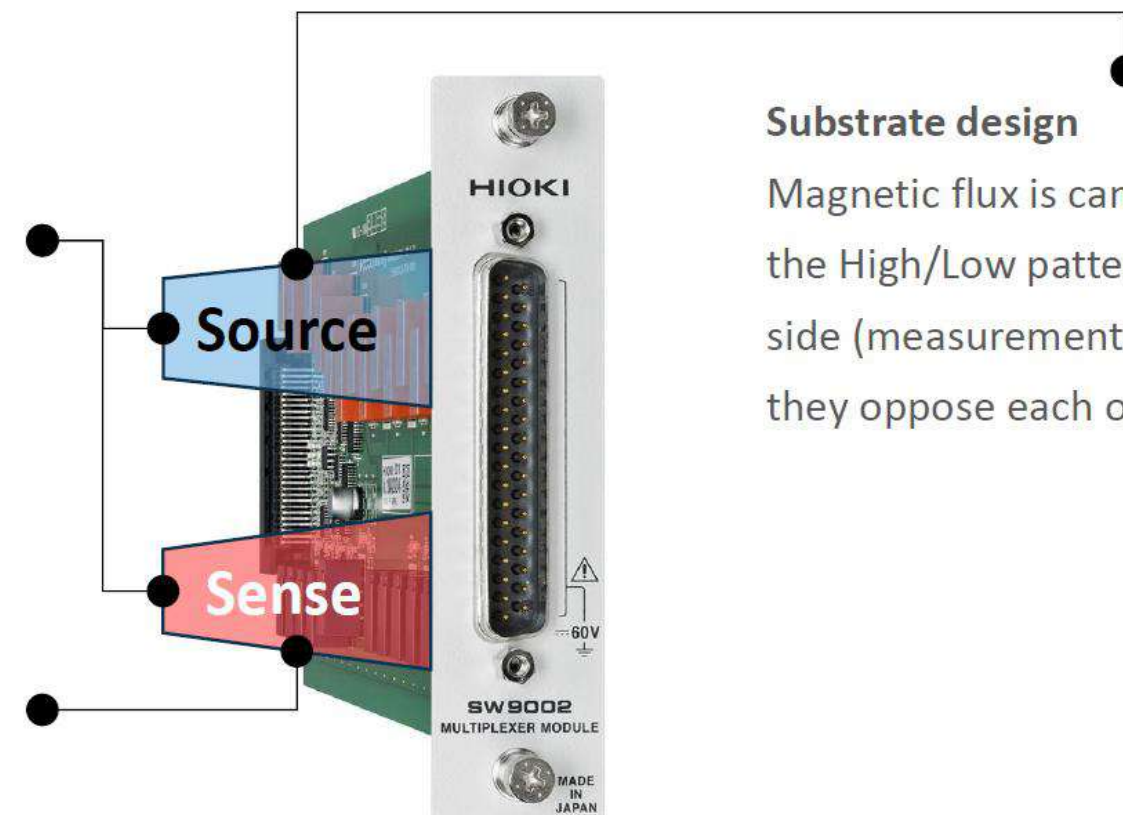 Substrate design
Magnetic flux is can
the High/Low patte
side (measurement
they oppose each o
HIOKI
Source
Sense
60V
SW9002
MULTIPLEXER MODULE
MADE
IN
JAPAN